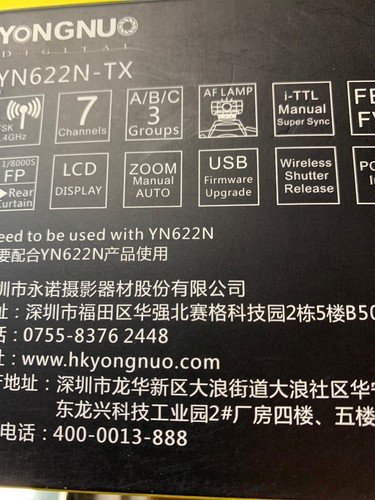 YONGNUO
DIGITAL
YN622N-TX
FSK 2.4GHz
7 Channels
A/B/C 3 Groups
AF LAMP
i-TTL Manual Super Sync
1/8000S FP Rear Curtain
LCD DISPLAY
ZOOM Manual AUTO
USB Firmware Upgrade
Wireless Shutter Release
eed to be used with YN622N
要配合YN622N产品使用
圳市永诺摄影器材股份有限公司
址：深圳市福田区华强北赛格科技园2栋5楼B50
话：0755-8376 2448
止：www.hkyongnuo.com
地址：深圳市龙华新区大浪街道大浪社区华宁
东龙兴科技工业园2#厂房四楼、五楼
电话：400-0013-888